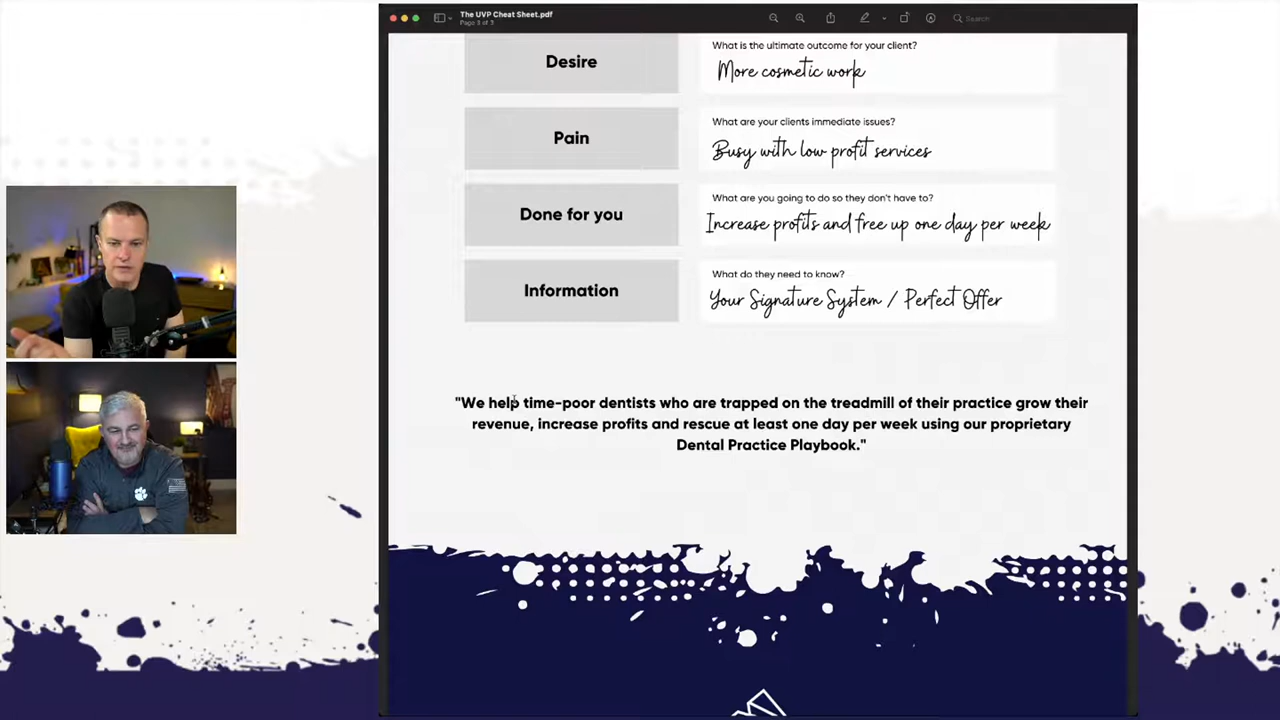 The UVP Cheat Sheet.pdf
Page 3 of 3
Search
Desire
What is the ultimate outcome for your client?
More cosmetic work
Pain
What are your clients immediate issues?
Busy with low profit services
Done for you
What are you going to do so they don't have to?
Increase profits and free up one day per week
Information
What do they need to know?
Your Signature System / Perfect Offer
"We help time-poor dentists who are trapped on the treadmill of their practice grow their
revenue, increase profits and rescue at least one day per week using our proprietary
Dental Practice Playbook."